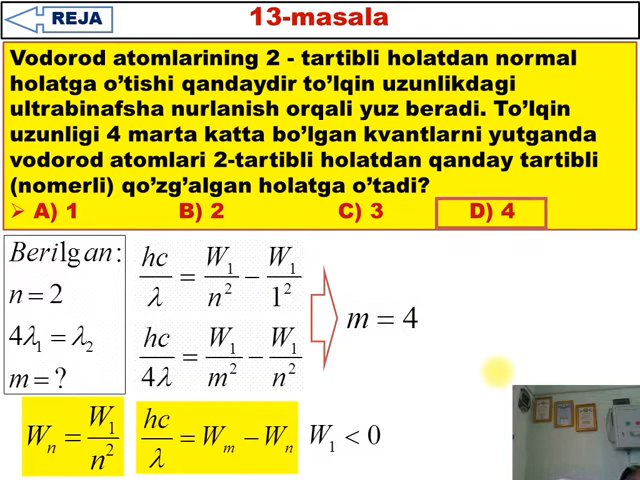 REJA
13-masala
Vodorod atomlarining 2 - tartibli holatdan normal
holatga o’tishi qandaydir to’lqin uzunlikdagi
ultrabinafsha nurlanish orqali yuz beradi. To’lqin
uzunligi 4 marta katta bo’lgan kvantlarni yutganda
vodorod atomlari 2-tartibli holatdan qanday tartibli
(nomerli) qo’zg’algan holatga o’tadi?
➢ A) 1 B) 2 C) 3 D) 4
Berilgan:
n = 2
4λ₁ = λ₂
m = ?
hc/λ = W₁/n² − W₁/1²
hc/4λ = W₁/m² − W₁/n²
m = 4
Wₙ = W₁/n²
hc/λ = Wₘ − Wₙ
W₁ < 0